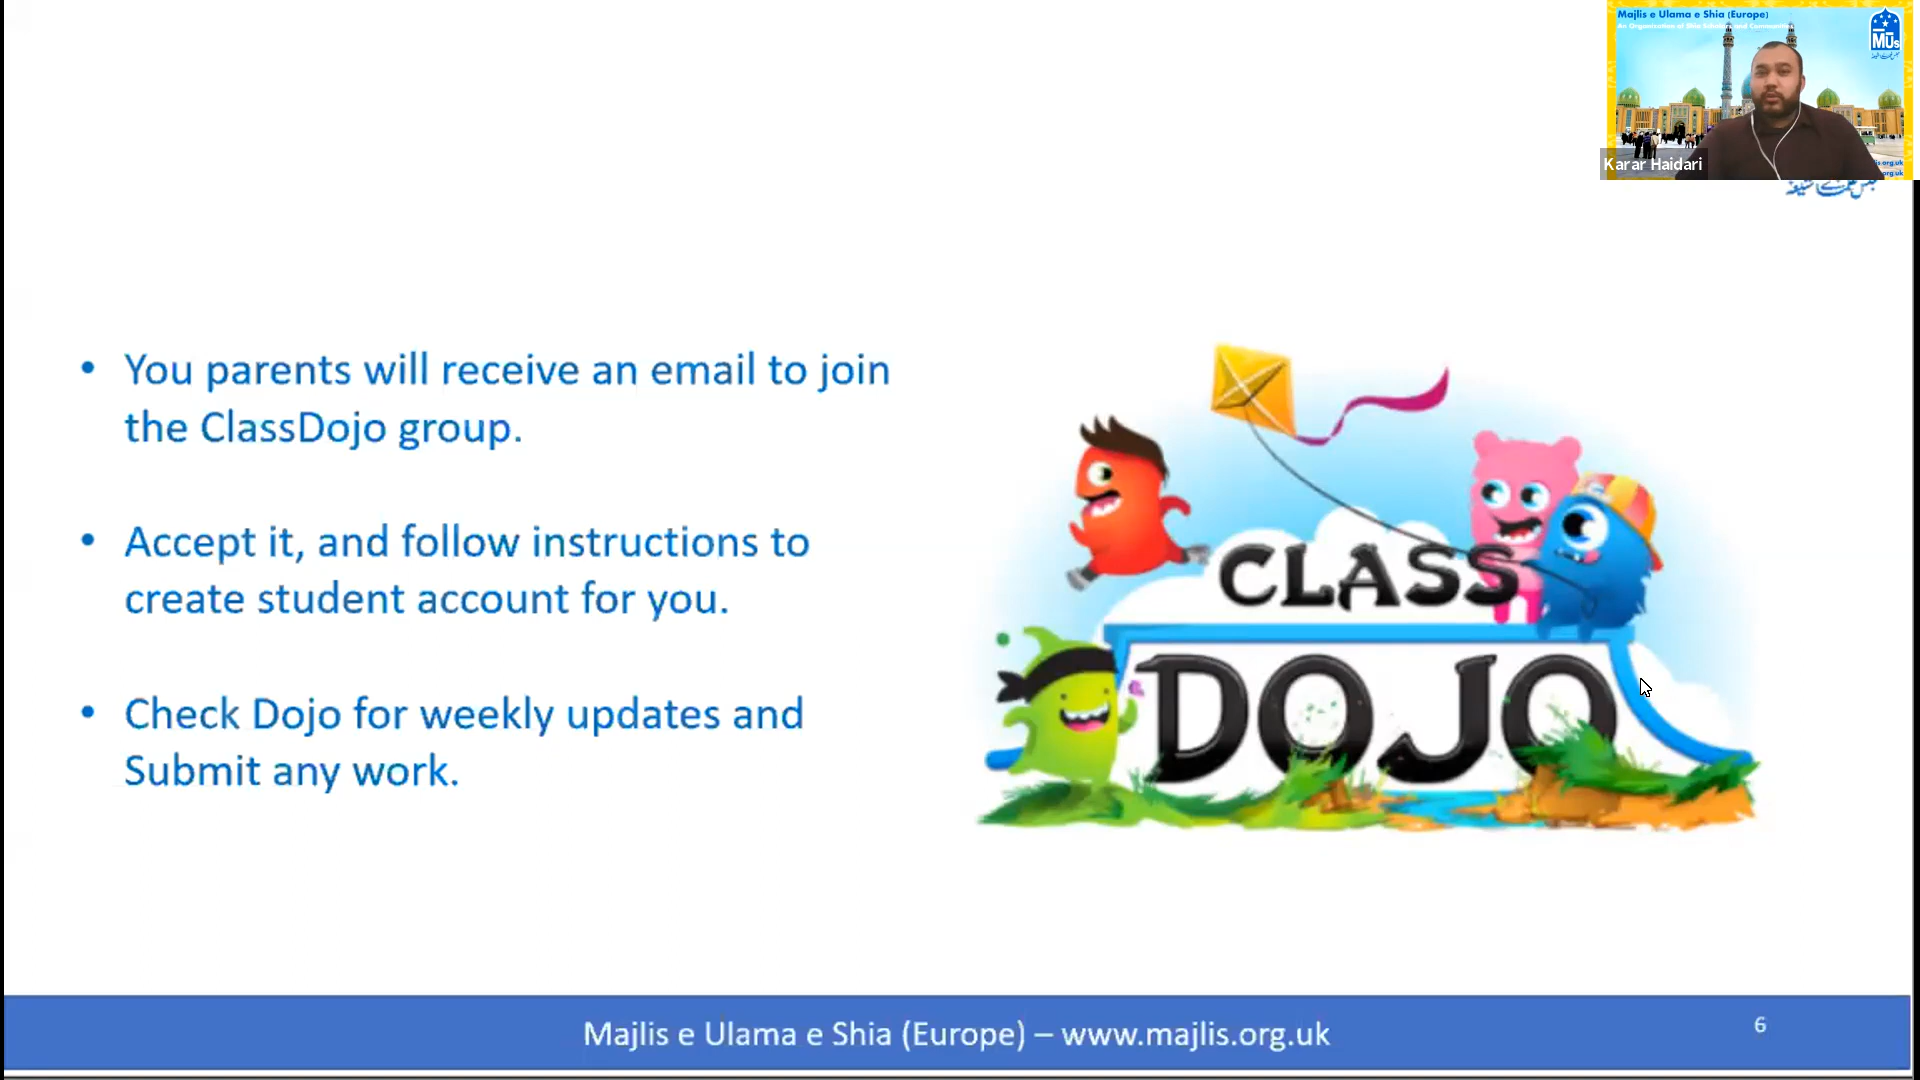 Majlis e Ulama e Shia (Europe)
MUS
Karar Haidari
• You parents will receive an email to join
the ClassDojo group.
• Accept it, and follow instructions to
create student account for you.
• Check Dojo for weekly updates and
Submit any work.
CLASS
DOJO
Majlis e Ulama e Shia (Europe) – www.majlis.org.uk
6